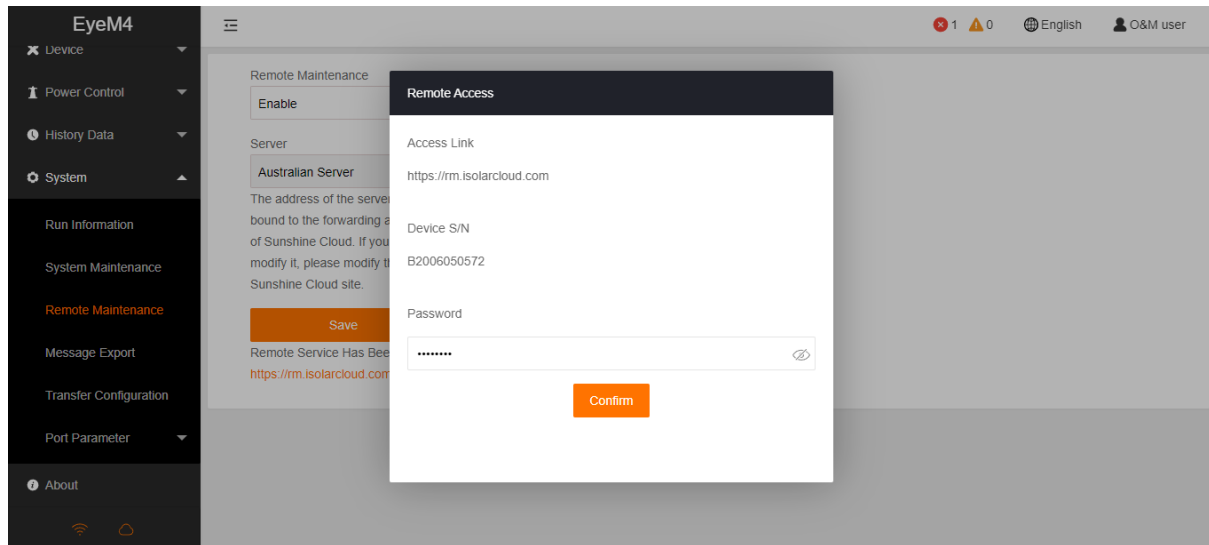 EyeM4
1
0
English
O&M user
Device
Power Control
History Data
System
Run Information
System Maintenance
Remote Maintenance
Message Export
Transfer Configuration
Port Parameter
About
Remote Maintenance
Enable
Server
Australian Server
The address of the
bound to the forwarding
of Sunshine Cloud. If you
modify it, please modify
Sunshine Cloud site.
Save
Remote Service Has
https://rm.isolarcloud.com
Remote Access
Access Link
https://rm.isolarcloud.com
Device S/N
B2006050572
Password
••••••••
Confirm